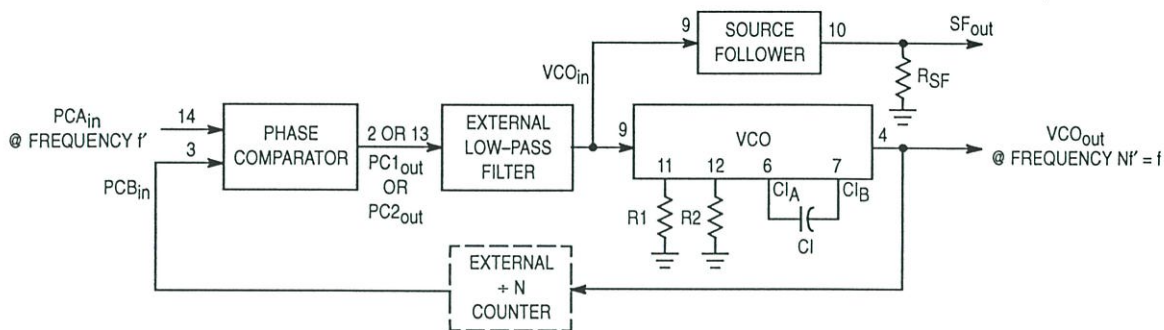 9
SOURCE
FOLLOWER
10
SFout
RSF
VCOin
PCAin
@ FREQUENCY f′
14
3
PCBin
PHASE
COMPARATOR
2 OR 13
PC1out
OR
PC2out
EXTERNAL
LOW–PASS
FILTER
9
VCO
11
12
6
7
CIA
CIB
R1
R2
CI
4
VCOout
@ FREQUENCY Nf′ = f
EXTERNAL
÷ N
COUNTER